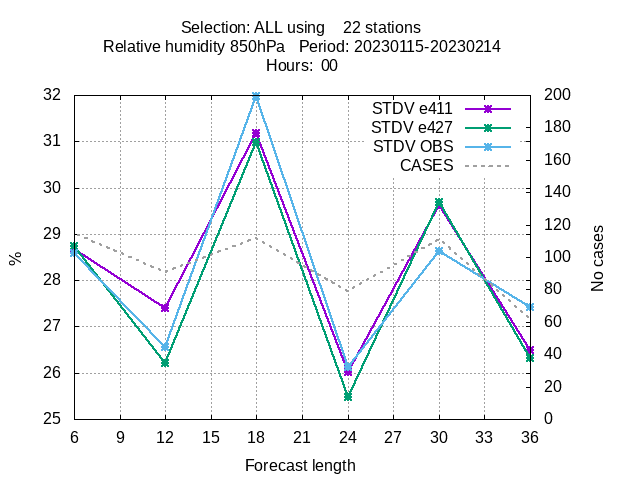 Selection: ALL using    22 stations
Relative humidity 850hPa   Period: 20230115-20230214
Hours:  00
32 200
STDV e411
STDV e427 180
31 STDV OBS
CASES 160
30 140
29 120
% 28 100 No cases
80
27 60
26 40
20
25 0
6 9 12 15 18 21 24 27 30 33 36
Forecast length